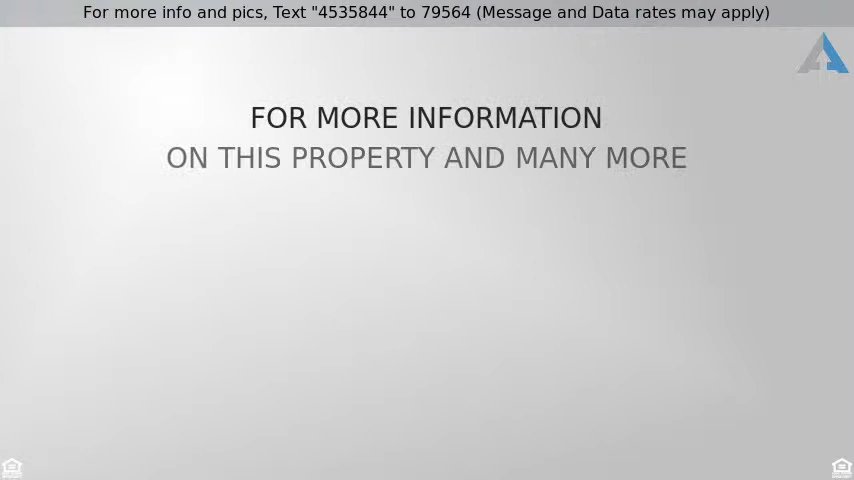 For more info and pics, Text "4535844" to 79564 (Message and Data rates may apply)
FOR MORE INFORMATION
ON THIS PROPERTY AND MANY MORE